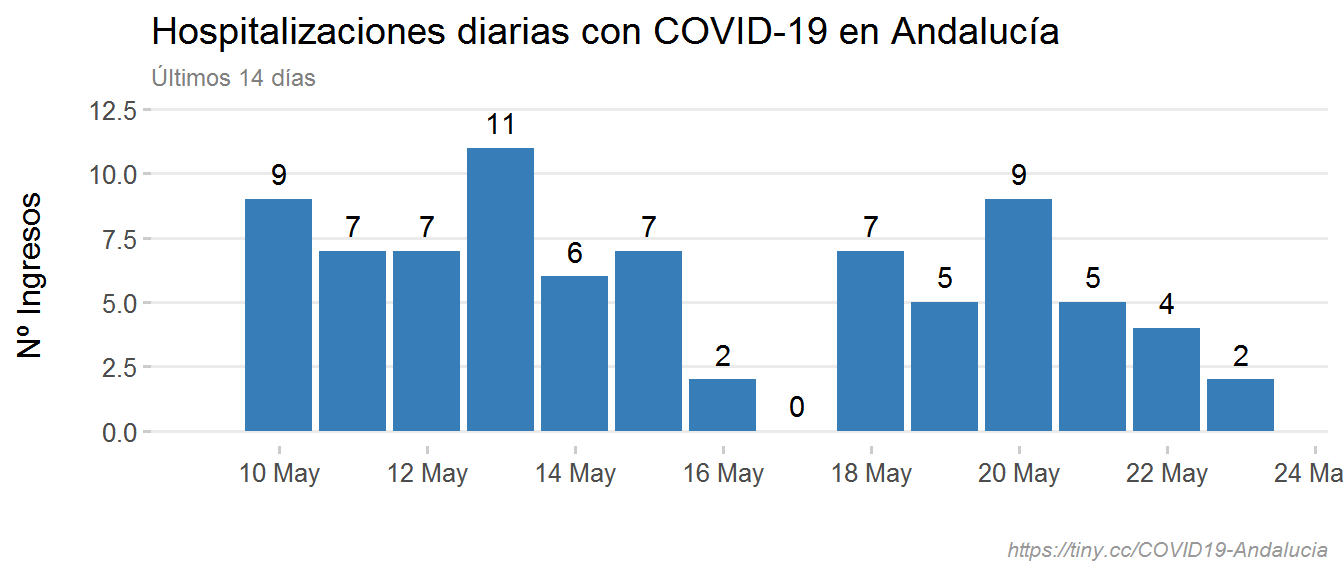 Hospitalizaciones diarias con COVID-19 en Andalucía
Últimos 14 días
12.5
10.0
7.5
5.0
2.5
0.0
Nº Ingresos
9
7
7
11
6
7
2
0
7
5
9
5
4
2
10 May
12 May
14 May
16 May
18 May
20 May
22 May
24 Ma
https://tiny.cc/COVID19-Andalucia